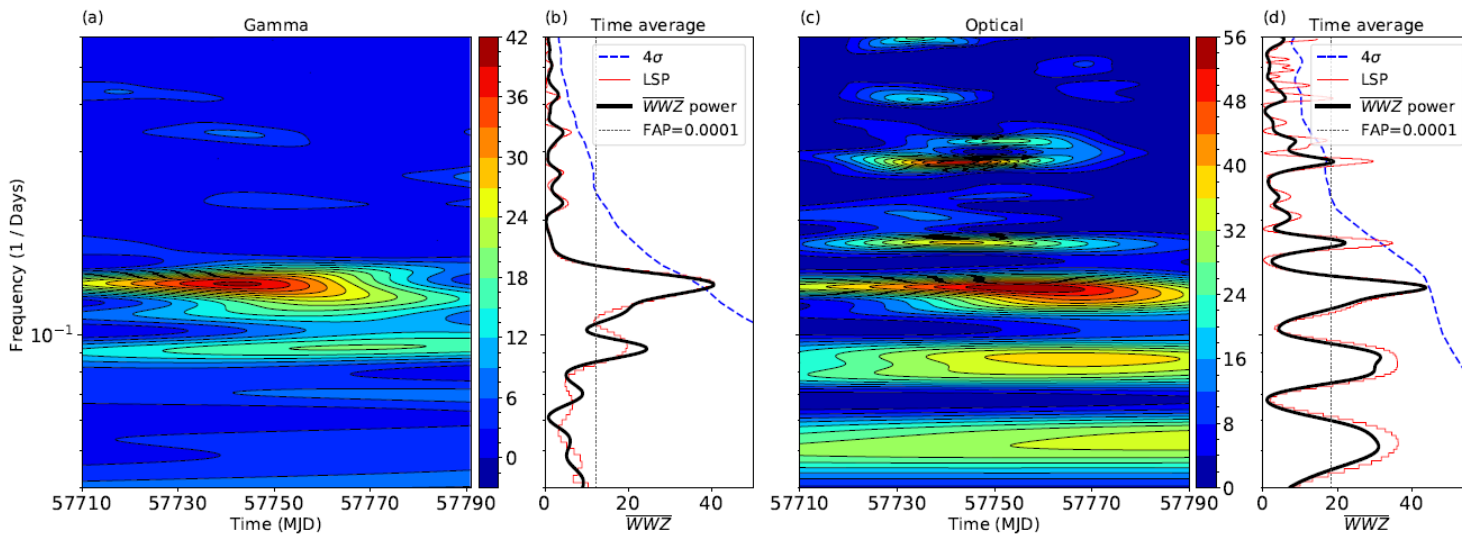 (a)
Gamma
(b)
Time average
(c)
Optical
(d)
Time average
Frequency (1 / Days)
10⁻¹
42
36
30
24
18
12
6
0
4σ
LSP
WWZ power
FAP=0.0001
56
48
40
32
24
16
8
0
4σ
LSP
WWZ power
FAP=0.0001
57710 57730 57750 57770 57790
Time (MJD)
0 20 40
WWZ
57710 57730 57750 57770 57790
Time (MJD)
0 20 40
WWZ